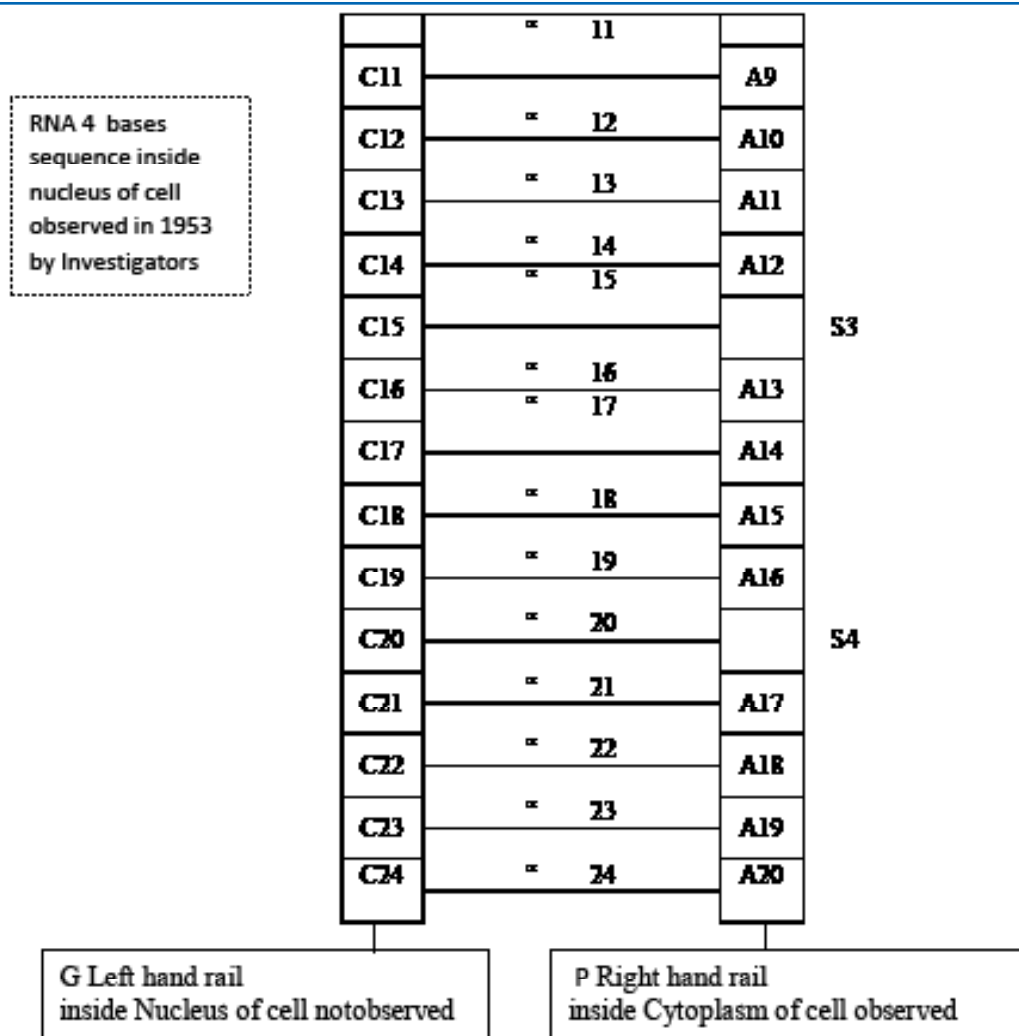 11
C11 A9
RNA 4 bases
sequence inside
nucleus of cell
observed in 1953
by Investigators
12
C12 A10
13
C13 A11
14
C14 A12
15
C15 S3
16
C16 A13
17
C17 A14
18
C18 A15
19
C19 A16
20
C20 S4
21
C21 A17
22
C22 A18
23
C23 A19
24
C24 A20
G Left hand rail
inside Nucleus of cell notobserved
P Right hand rail
inside Cytoplasm of cell observed